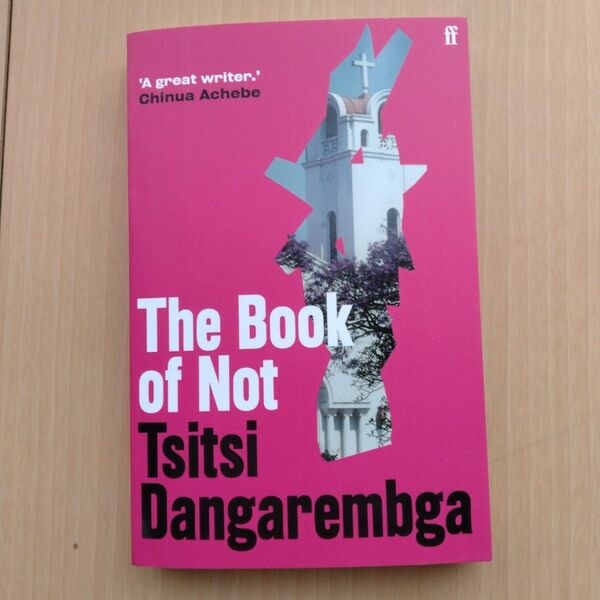 ff
'A great writer.'
Chinua Achebe
The Book
of Not
Tsitsi
Dangarembga